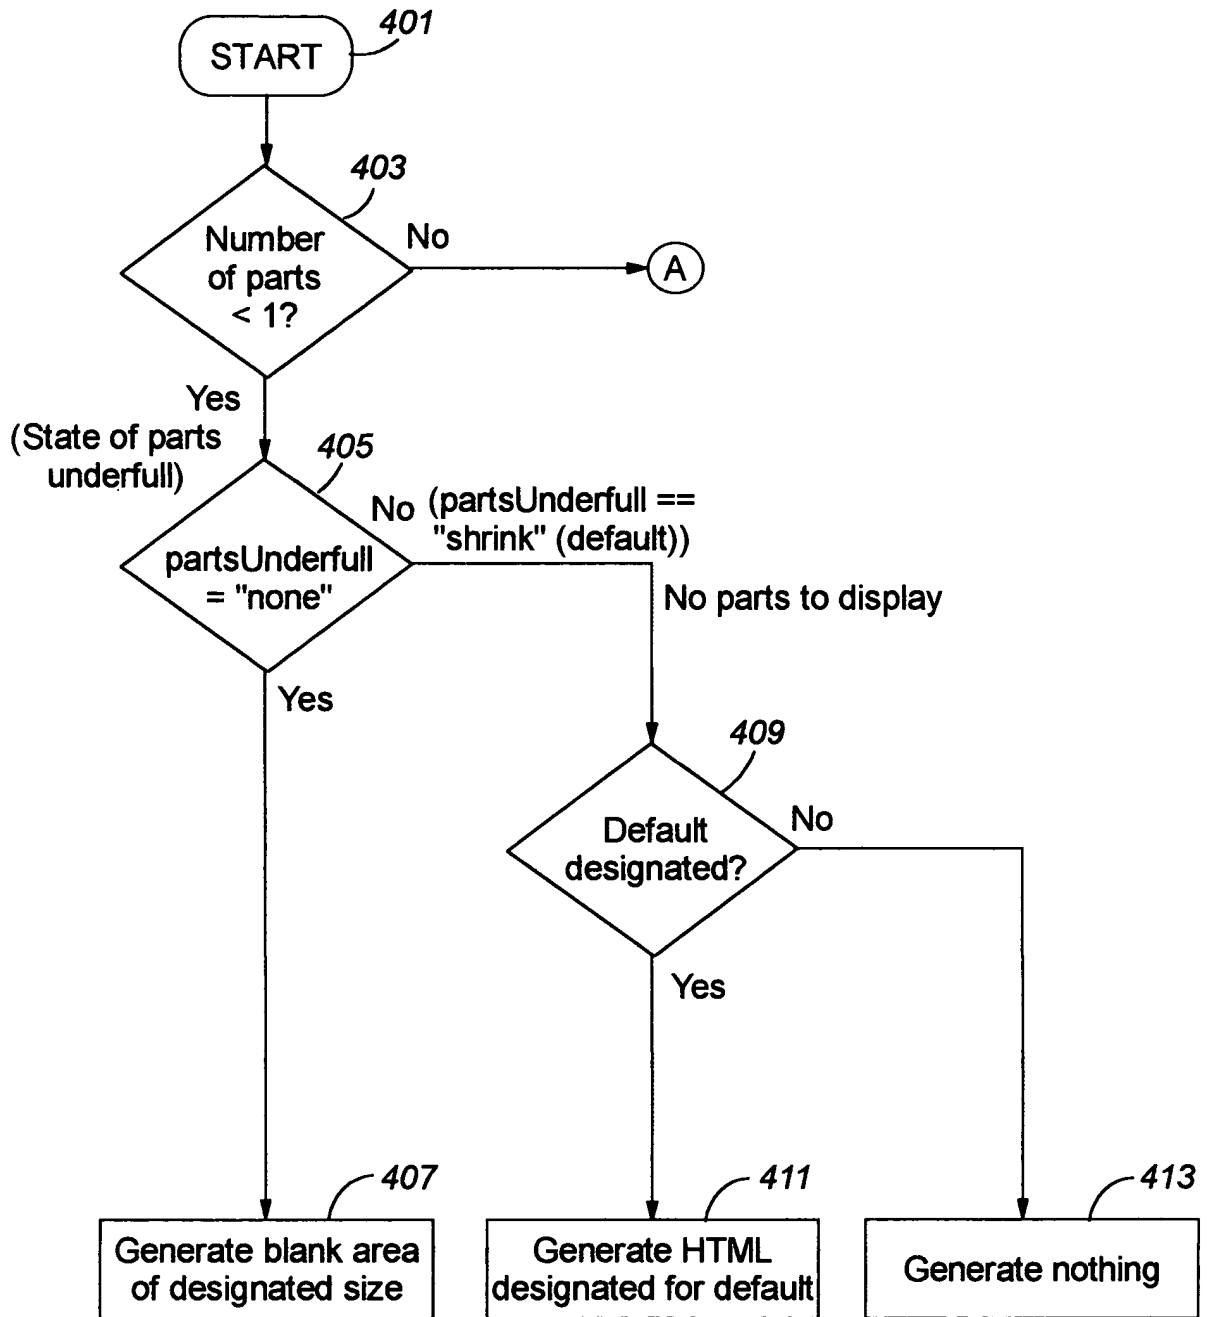 401
START
403
Number
of parts
< 1?
No
A
Yes
(State of parts
underfull)
405
No (partsUnderfull ==
"shrink" (default))
partsUnderfull
= "none"
No parts to display
Yes
409
Default
designated?
No
Yes
407
Generate blank area
of designated size
411
Generate HTML
designated for default
413
Generate nothing